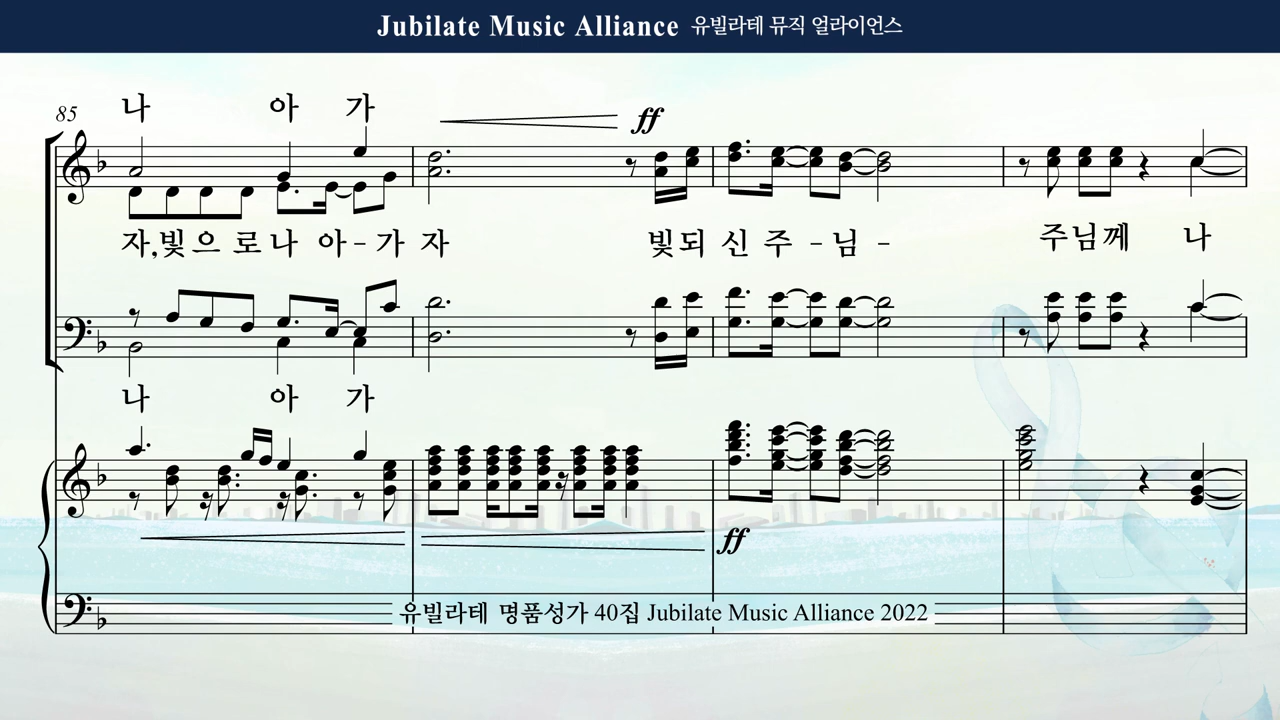 Jubilate Music Alliance 유빌라테 뮤직 얼라이언스
85 나 아 가
ff
자,빛으로나 아-가 자 빛되 신 주 - 님 - 주님께 나
나 아 가
ff
유빌라테 명품성가 40집 Jubilate Music Alliance 2022